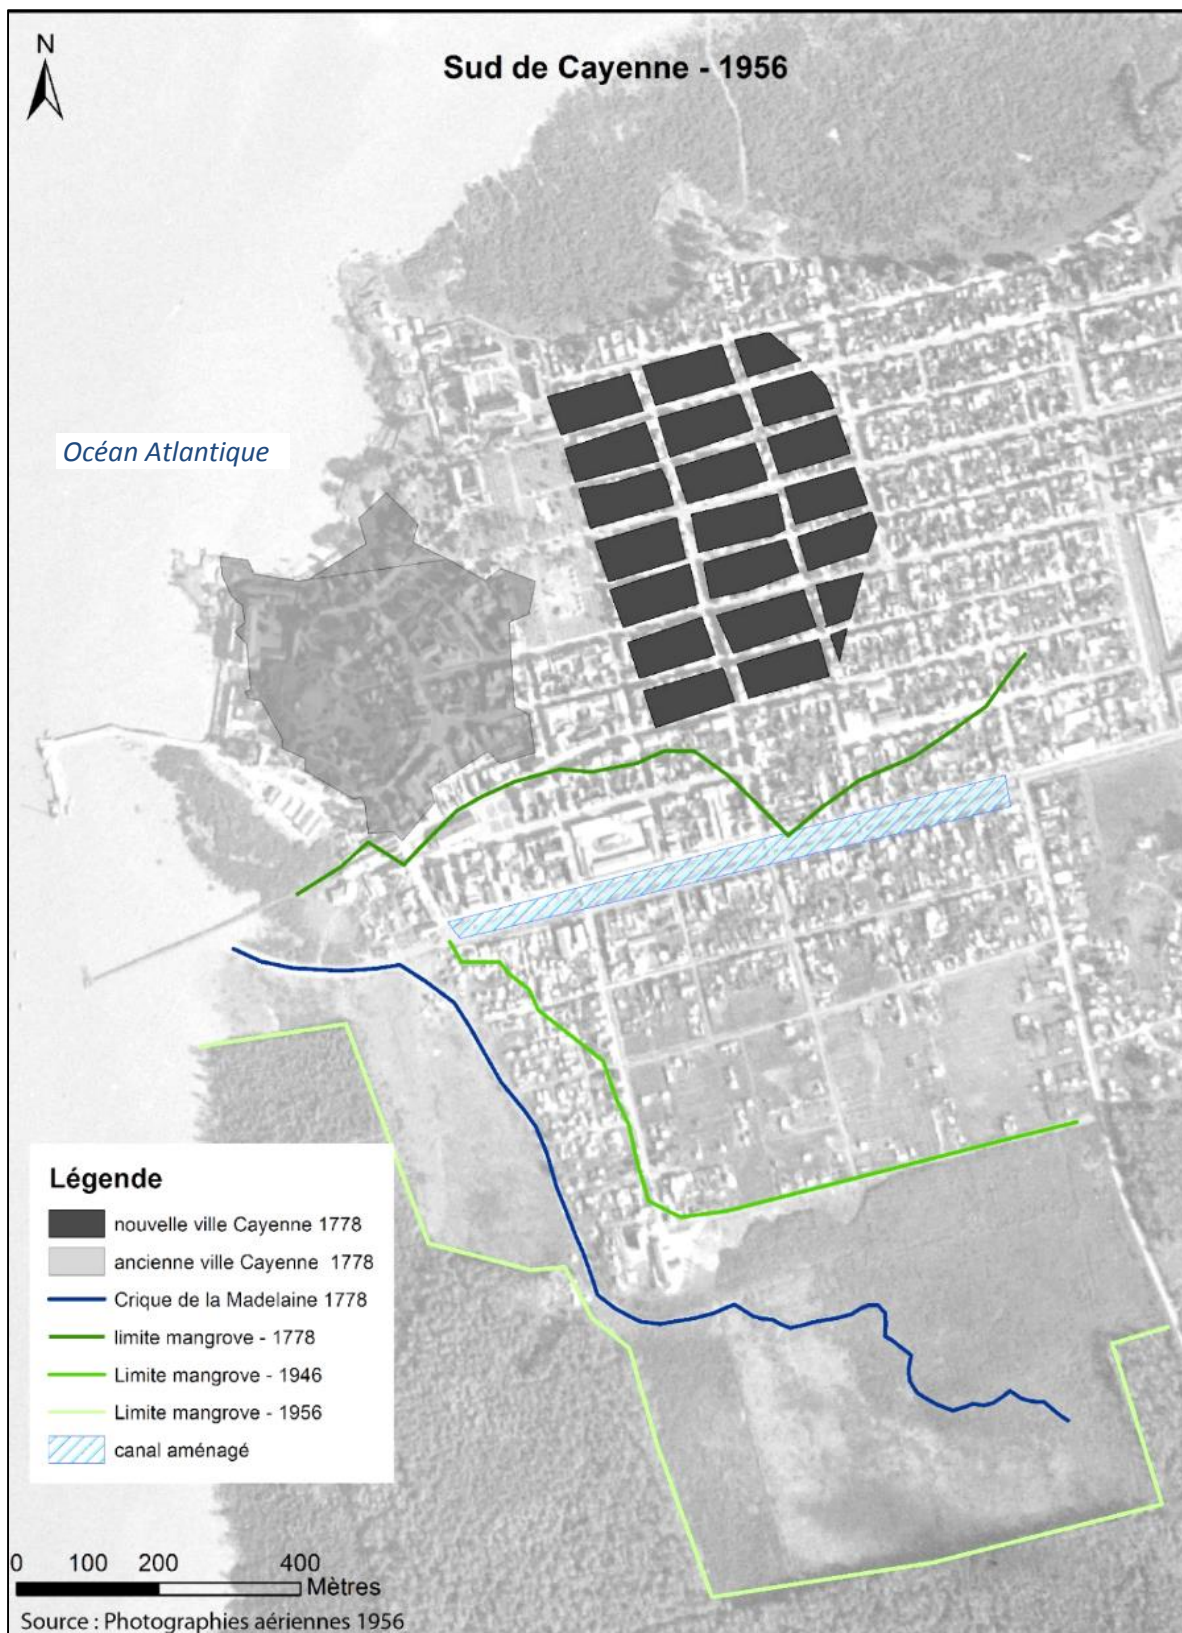 N
Sud de Cayenne - 1956
Océan Atlantique
Légende
nouvelle ville Cayenne 1778
ancienne ville Cayenne 1778
Crique de la Madelaine 1778
limite mangrove - 1778
Limite mangrove - 1946
Limite mangrove - 1956
canal aménagé
0 100 200 400
Mètres
Source : Photographies aériennes 1956